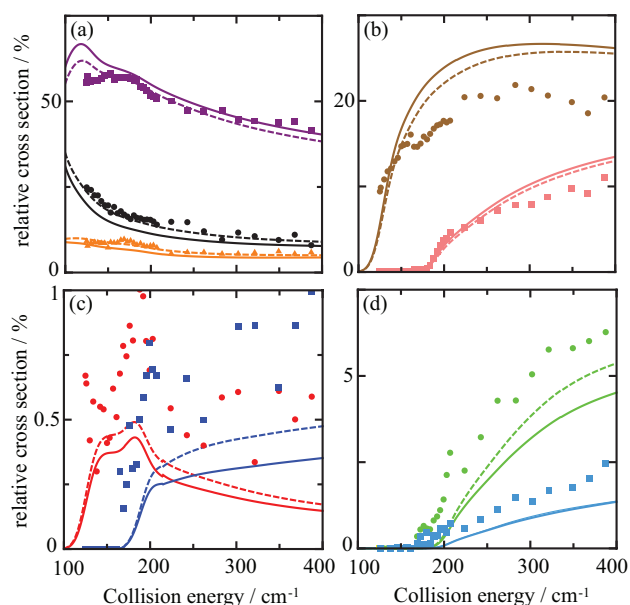 (a)
(b)
relative cross section / %
50
0
20
0
(c)
(d)
relative cross section / %
1
0.5
0
5
0
100
200
300
400
100
200
300
400
Collision energy / cm⁻¹
Collision energy / cm⁻¹